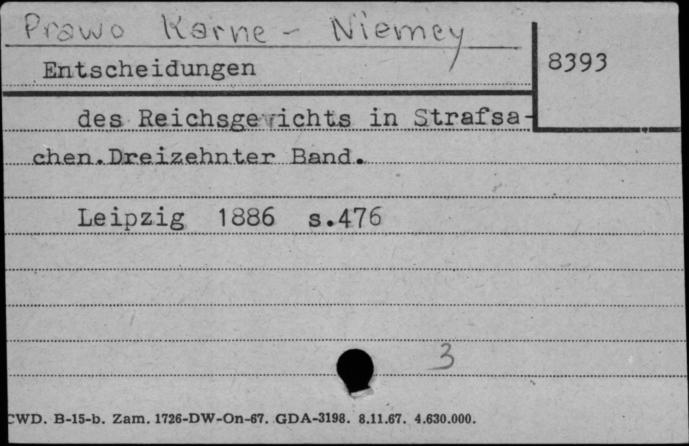 Prawo Karne - Niemcy
Entscheidungen
8393
des Reichsgerichts in Strafsa-
chen.Dreizehnter Band.
Leipzig 1886 s.476
3
CWD. B-15-b. Zam. 1726-DW-On-67. GDA-3198. 8.11.67. 4.630.000.